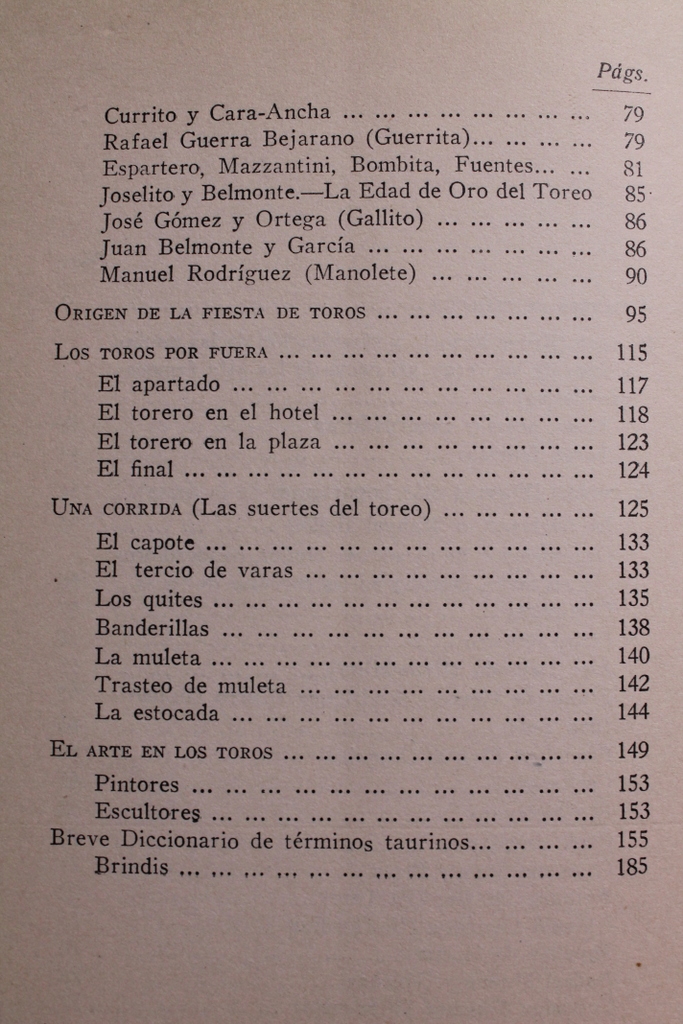 Págs.
Currito y Cara-Ancha ... ... ... ... ... ... ... ... 79
Rafael Guerra Bejarano (Guerrita)... ... ... ... 79
Espartero, Mazzantini, Bombita, Fuentes... ... 81
Joselito y Belmonte.—La Edad de Oro del Toreo 85
José Gómez y Ortega (Gallito) ... ... ... ... ... 86
Juan Belmonte y García ... ... ... ... ... ... ... 86
Manuel Rodríguez (Manolete) ... ... ... ... ... 90
ORIGEN DE LA FIESTA DE TOROS ... ... ... ... ... ... ... 95
LOS TOROS POR FUERA ... ... ... ... ... ... ... ... ... ... 115
El apartado ... ... ... ... ... ... ... ... ... ... ... 117
El torero en el hotel ... ... ... ... ... ... ... ... 118
El torero en la plaza ... ... ... ... ... ... ... ... 123
El final ... ... ... ... ... ... ... ... ... ... ... ... ... 124
UNA CORRIDA (Las suertes del toreo) ... ... ... ... ... 125
El capote ... ... ... ... ... ... ... ... ... ... ... ... 133
El tercio de varas ... ... ... ... ... ... ... ... ... 133
Los quites ... ... ... ... ... ... ... ... ... ... ... ... 135
Banderillas ... ... ... ... ... ... ... ... ... ... ... 138
La muleta ... ... ... ... ... ... ... ... ... ... ... ... 140
Trasteo de muleta ... ... ... ... ... ... ... ... ... 142
La estocada ... ... ... ... ... ... ... ... ... ... ... 144
EL ARTE EN LOS TOROS ... ... ... ... ... ... ... ... ... ... 149
Pintores ... ... ... ... ... ... ... ... ... ... ... ... ... 153
Escultores ... ... ... ... ... ... ... ... ... ... ... ... 153
Breve Diccionario de términos taurinos... ... ... ... 155
Brindis ... ... ... ... ... ... ... ... ... ... ... ... ... 185